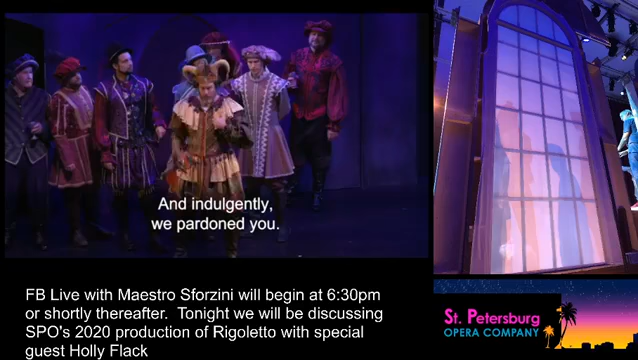 And indulgently,
we pardoned you.
FB Live with Maestro Sforzini will begin at 6:30pm
or shortly thereafter.  Tonight we will be discussing
SPO's 2020 production of Rigoletto with special
guest Holly Flack
St. Petersburg
OPERA COMPANY